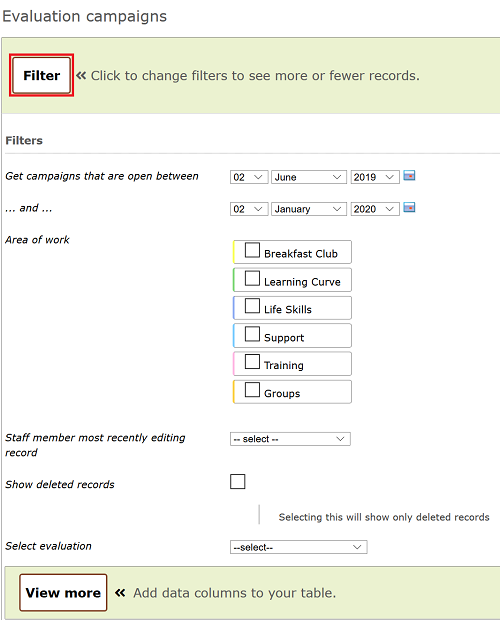 Evaluation campaigns
Filter « Click to change filters to see more or fewer records.
Filters
Get campaigns that are open between 02 June 2019
... and ... 02 January 2020
Area of work
Breakfast Club
Learning Curve
Life Skills
Support
Training
Groups
Staff member most recently editing
record
-- select --
Show deleted records
Selecting this will show only deleted records
Select evaluation --select--
View more « Add data columns to your table.